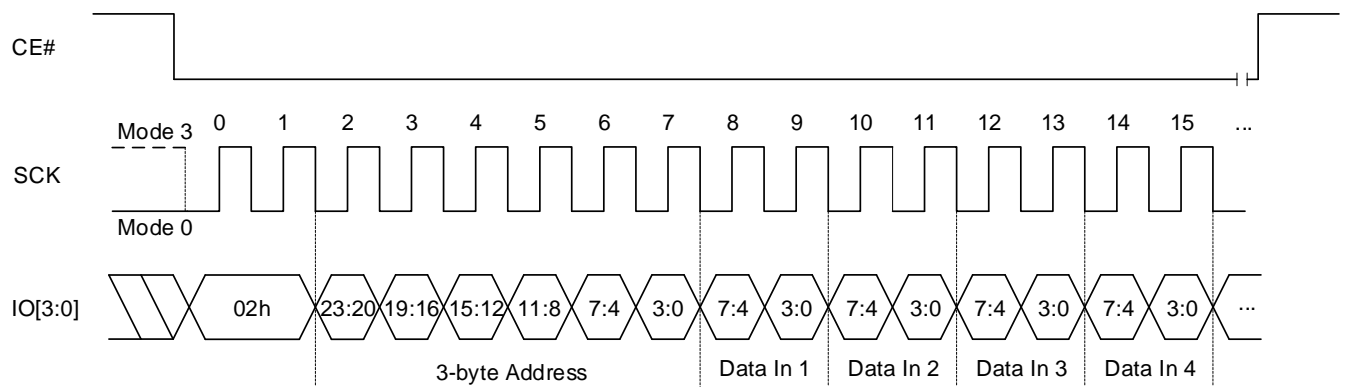 CE#
Mode 3 0 1 2 3 4 5 6 7 8 9 10 11 12 13 14 15 ...
SCK
Mode 0
IO[3:0] 02h 23:20 19:16 15:12 11:8 7:4 3:0 7:4 3:0 7:4 3:0 7:4 3:0 7:4 3:0 ...
3-byte Address Data In 1 Data In 2 Data In 3 Data In 4